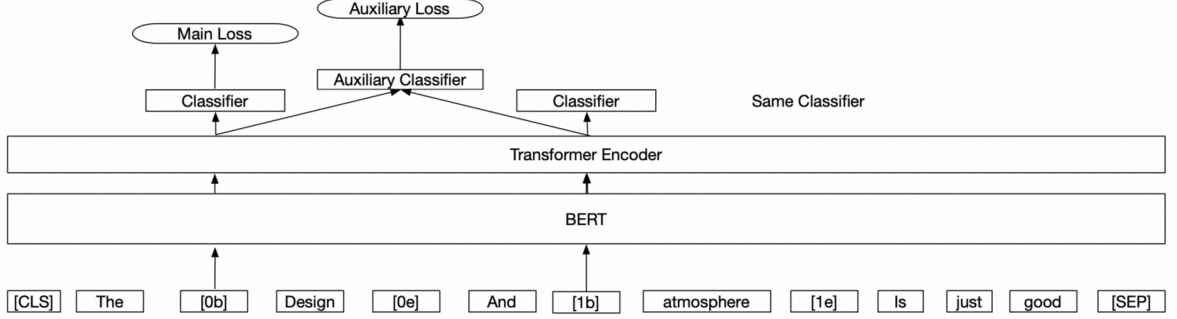 Auxiliary Loss
Main Loss
Auxiliary Classifier
Classifier Classifier Same Classifier
Transformer Encoder
BERT
[CLS] The [0b] Design [0e] And [1b] atmosphere [1e] Is just good [SEP]